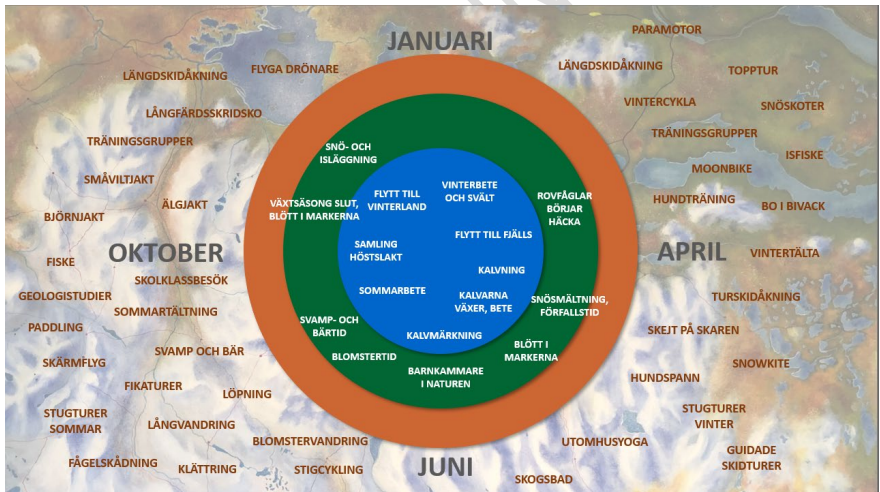 JANUARI
PARAMOTOR
LÄNGDSKIDÅKNING
FLYGA DRÖNARE
LÄNGDSKIDÅKNING
TOPPTUR
LÅNGFÄRDSSKRIDSKO
VINTERCYKLA
SNÖSKOTER
TRÄNINGSGRUPPER
TRÄNINGSGRUPPER
ISFISKE
SMÅVILTJAKT
MOONBIKE
ÄLGJAKT
HUNDTRÄNING
BO I BIVACK
BJÖRNJAKT
OKTOBER
APRIL
VINTERTÄLTA
FISKE
SKOLKLASSBESÖK
GEOLOGISTUDIER
TURSKIDÅKNING
SOMMARTÄLTNING
PADDLING
SKEJT PÅ SKAREN
SKÄRMFLYG
SVAMP OCH BÄR
SNOWKITE
FIKATURER
HUNDSPANN
LÖPNING
STUGTURER
SOMMAR
STUGTURER
VINTER
LÅNGVANDRING
BLOMSTERVANDRING
UTOMHUSYOGA
GUIDADE
SKIDTURER
FÅGELSKÅDNING
KLÄTTRING
STIGCYKLING
JUNI
SKOGSBAD
SNÖ- OCH
ISLÄGGNING
VÄXTSÄSONG SLUT,
BLÖTT I MARKERNA
ROVFÅGLAR
BÖRJAR
HÄCKA
SNÖSMÄLTNING,
FÖRFALLSTID
SVAMP- OCH
BÄRTID
BLOMSTERTID
BLÖTT I
MARKERNA
BARNKAMMARE
I NATUREN
FLYTT TILL
VINTERLAND
VINTERBETE
OCH SVÄLT
FLYTT TILL FJÄLLS
SAMLING
HÖSTSLAKT
KALVNING
SOMMARBETE
KALVARNA
VÄXER, BETE
KALVMÄRKNING